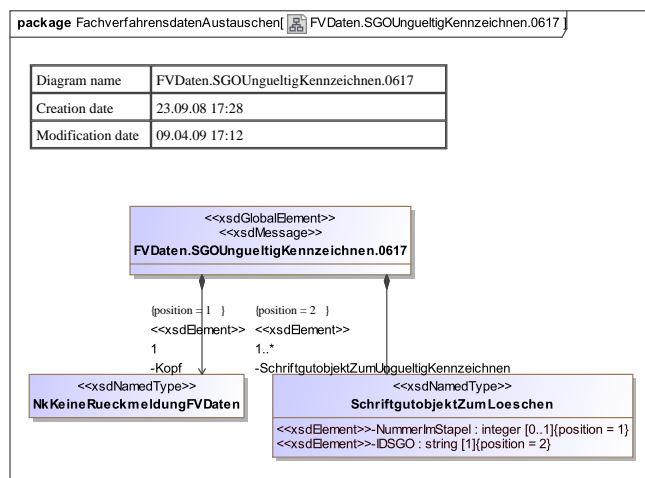 package FachverfahrensdatenAustauschen[ FVDaten.SGOUngueltigKennzeichnen.0617 ]
Diagram name FVDaten.SGOUngueltigKennzeichnen.0617
Creation date 23.09.08 17:28
Modification date 09.04.09 17:12
<<xsdGlobalElement>>
<<xsdMessage>>
FVDaten.SGOUngueltigKennzeichnen.0617
{position = 1 }
<<xsdElement>>
1
-Kopf
{position = 2 }
<<xsdElement>>
1..*
-SchriftgutobjektZumUngueltigKennzeichnen
<<xsdNamedType>>
NkKeineRueckmeldungFVDaten
<<xsdNamedType>>
SchriftgutobjektZumLoeschen
<<xsdElement>>-NummerImStapel : integer [0..1]{position = 1}
<<xsdElement>>-IDSGO : string [1]{position = 2}